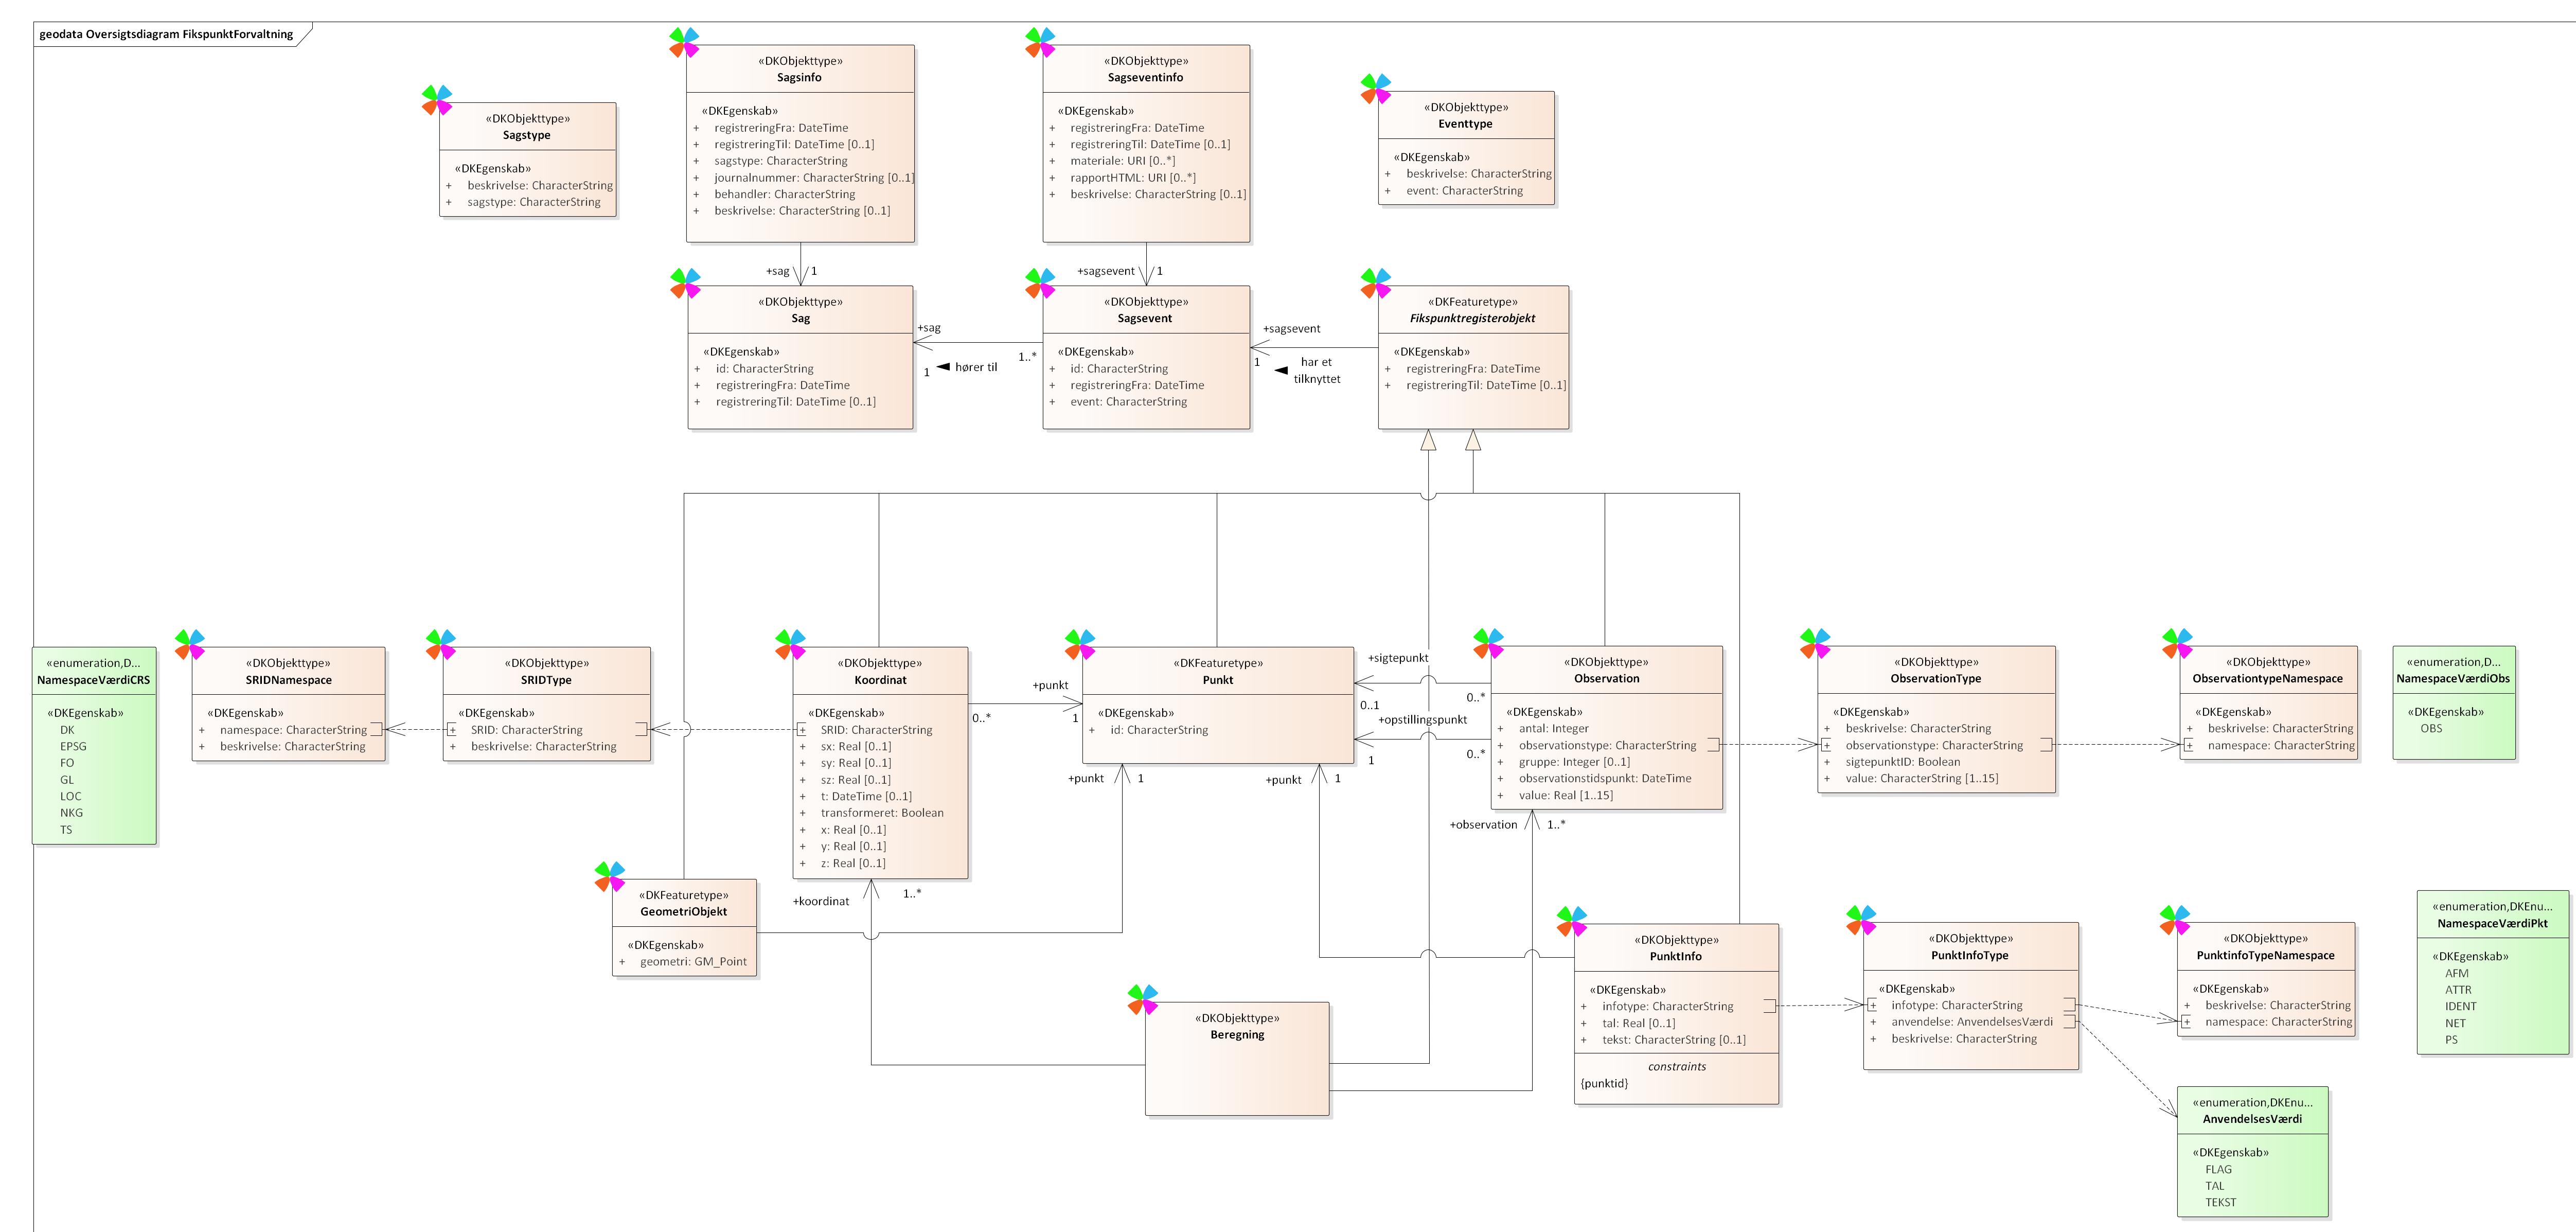 geodata Oversigtsdiagram FikspunktForvaltning
«DKObjekttype»
Sagstype
«DKEgenskab»
+ beskrivelse: CharacterString
+ sagstype: CharacterString
«DKObjekttype»
Sagsinfo
«DKEgenskab»
+ registreringFra: DateTime
+ registreringTil: DateTime [0..1]
+ sagstype: CharacterString
+ journalnummer: CharacterString [0..1]
+ behandler: CharacterString
+ beskrivelse: CharacterString [0..1]
«DKObjekttype»
Sagseventinfo
«DKEgenskab»
+ registreringFra: DateTime
+ registreringTil: DateTime [0..1]
+ materiale: URI [0..*]
+ rapportHTML: URI [0..*]
+ beskrivelse: CharacterString [0..1]
«DKObjekttype»
Eventtype
«DKEgenskab»
+ beskrivelse: CharacterString
+ event: CharacterString
+sag 1
+sagsevent 1
«DKObjekttype»
Sag
«DKEgenskab»
+ id: CharacterString
+ registreringFra: DateTime
+ registreringTil: DateTime [0..1]
+sag
1..*
1
hører til
«DKObjekttype»
Sagsevent
«DKEgenskab»
+ id: CharacterString
+ registreringFra: DateTime
+ event: CharacterString
+sagsevent
1
har et
tilknyttet
«DKFeaturetype»
Fikspunktregisterobjekt
«DKEgenskab»
+ registreringFra: DateTime
+ registreringTil: DateTime [0..1]
«enumeration,D...
NamespaceVærdiCRS
«DKEgenskab»
DK
EPSG
FO
GL
LOC
NKG
TS
«DKObjekttype»
SRIDNamespace
«DKEgenskab»
+ namespace: CharacterString
+ beskrivelse: CharacterString
«DKObjekttype»
SRIDType
«DKEgenskab»
+ SRID: CharacterString
+ beskrivelse: CharacterString
«DKObjekttype»
Koordinat
«DKEgenskab»
+ SRID: CharacterString
+ sx: Real [0..1]
+ sy: Real [0..1]
+ sz: Real [0..1]
+ t: DateTime [0..1]
+ transformeret: Boolean
+ x: Real [0..1]
+ y: Real [0..1]
+ z: Real [0..1]
+punkt
0..*
1
«DKFeaturetype»
Punkt
«DKEgenskab»
+ id: CharacterString
+sigtepunkt
0..*
0..1
+opstillingspunkt
0..*
1
«DKObjekttype»
Observation
«DKEgenskab»
+ antal: Integer
+ observationstype: CharacterString
+ gruppe: Integer [0..1]
+ observationstidspunkt: DateTime
+ value: Real [1..15]
«DKObjekttype»
ObservationType
«DKEgenskab»
+ beskrivelse: CharacterString
+ observationstype: CharacterString
+ sigtepunktID: Boolean
+ value: CharacterString [1..15]
«DKObjekttype»
ObservationtypeNamespace
«DKEgenskab»
+ beskrivelse: CharacterString
+ namespace: CharacterString
«enumeration,D...
NamespaceVærdiObs
«DKEgenskab»
OBS
+punkt 1
+punkt 1
+observation 1..*
+koordinat
1..*
«DKFeaturetype»
GeometriObjekt
«DKEgenskab»
+ geometri: GM_Point
«DKObjekttype»
Beregning
«DKObjekttype»
PunktInfo
«DKEgenskab»
+ infotype: CharacterString
+ tal: Real [0..1]
+ tekst: CharacterString [0..1]
constraints
{punktid}
«DKObjekttype»
PunktInfoType
«DKEgenskab»
+ infotype: CharacterString
+ anvendelse: AnvendelsesVærdi
+ beskrivelse: CharacterString
«DKObjekttype»
PunktinfoTypeNamespace
«DKEgenskab»
+ beskrivelse: CharacterString
+ namespace: CharacterString
«enumeration,DKEnu...
NamespaceVærdiPkt
«DKEgenskab»
AFM
ATTR
IDENT
NET
PS
«enumeration,DKEnu...
AnvendelsesVærdi
«DKEgenskab»
FLAG
TAL
TEKST